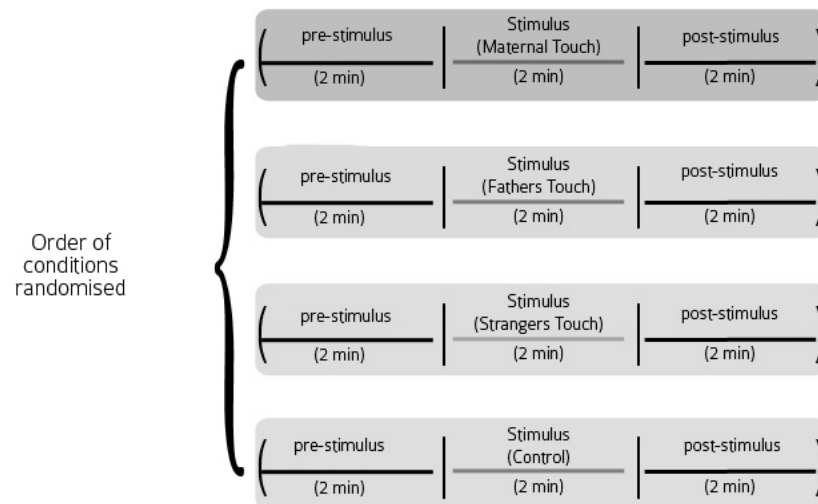 pre-stimulus
Stimulus
(Maternal Touch)
post-stimulus
(2 min)
(2 min)
(2 min)
pre-stimulus
Stimulus
(Fathers Touch)
post-stimulus
(2 min)
(2 min)
(2 min)
Order of
conditions
randomised
pre-stimulus
Stimulus
(Strangers Touch)
post-stimulus
(2 min)
(2 min)
(2 min)
pre-stimulus
Stimulus
(Control)
post-stimulus
(2 min)
(2 min)
(2 min)